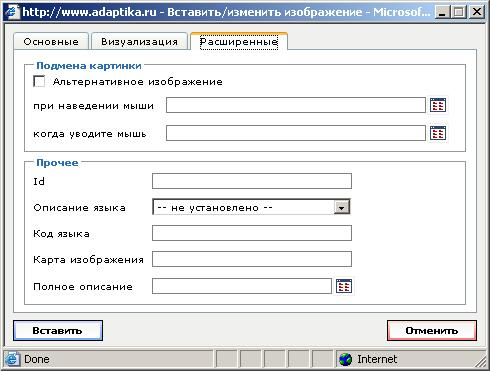 http://www.adaptika.ru - Вставить/изменить изображение - Microsof...
Основные Визуализация Расширенные
Подмена картинки
Альтернативное изображение
при наведении мыши
когда уводите мышь
Прочее
Id
Описание языка -- не установлено --
Код языка
Карта изображения
Полное описание
Вставить Отменить
Done Internet